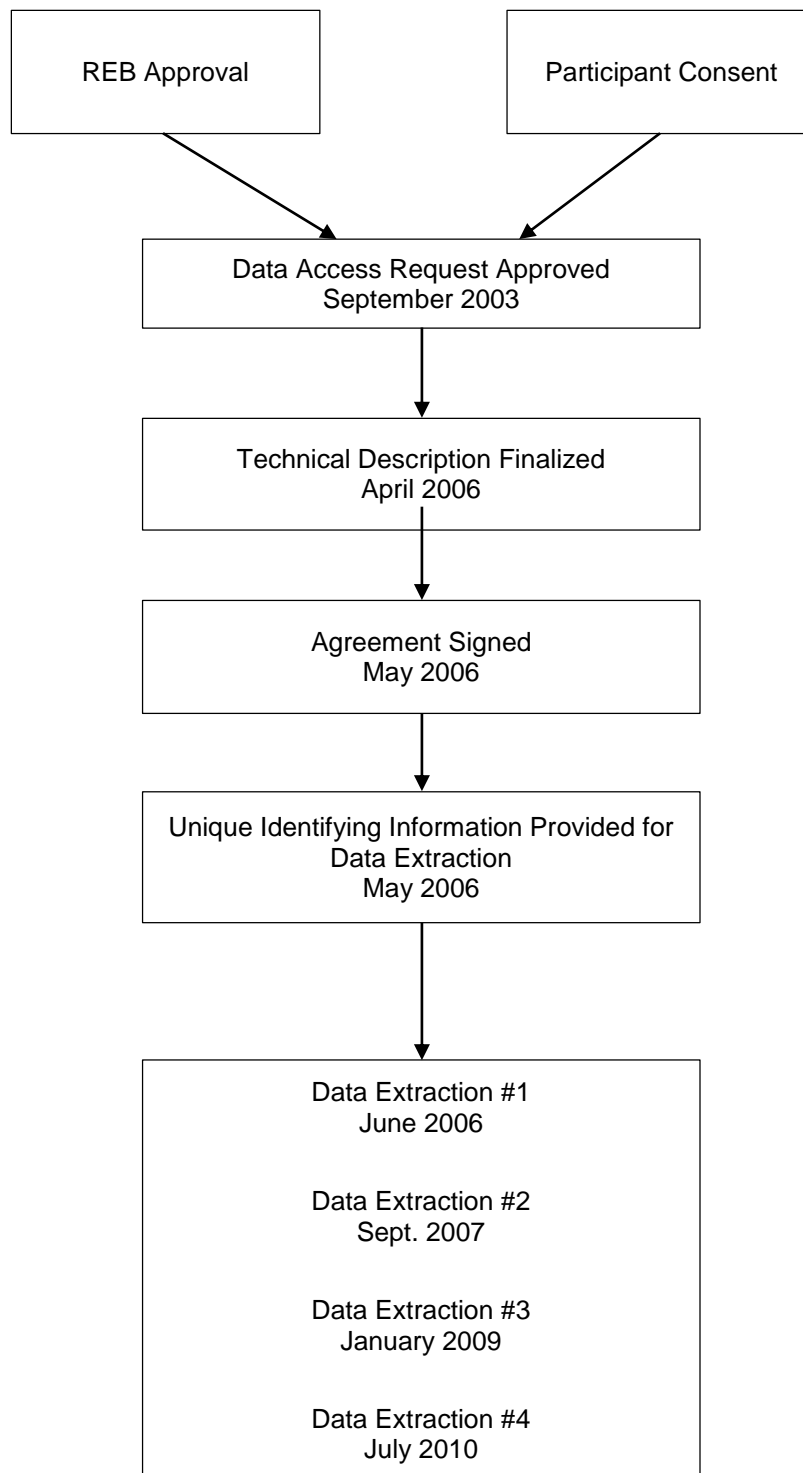 REB Approval
Participant Consent
Data Access Request Approved
September 2003
Technical Description Finalized
April 2006
Agreement Signed
May 2006
Unique Identifying Information Provided for
Data Extraction
May 2006
Data Extraction #1
June 2006
Data Extraction #2
Sept. 2007
Data Extraction #3
January 2009
Data Extraction #4
July 2010